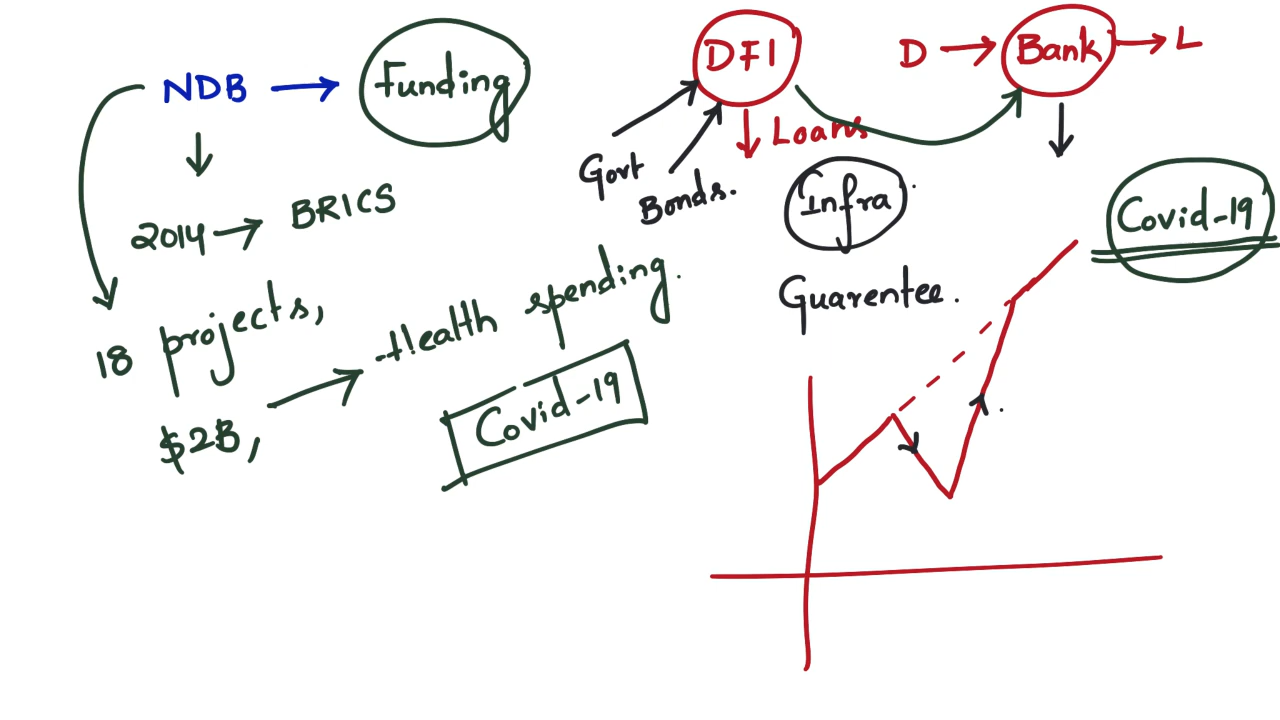 NDB → Funding
2014 → BRICS
18 projects,
$2B, → Health spending.
Covid-19
DFI
Govt
Bonds.
Loans
Infra
Guarentee.
D → Bank → L
Covid-19